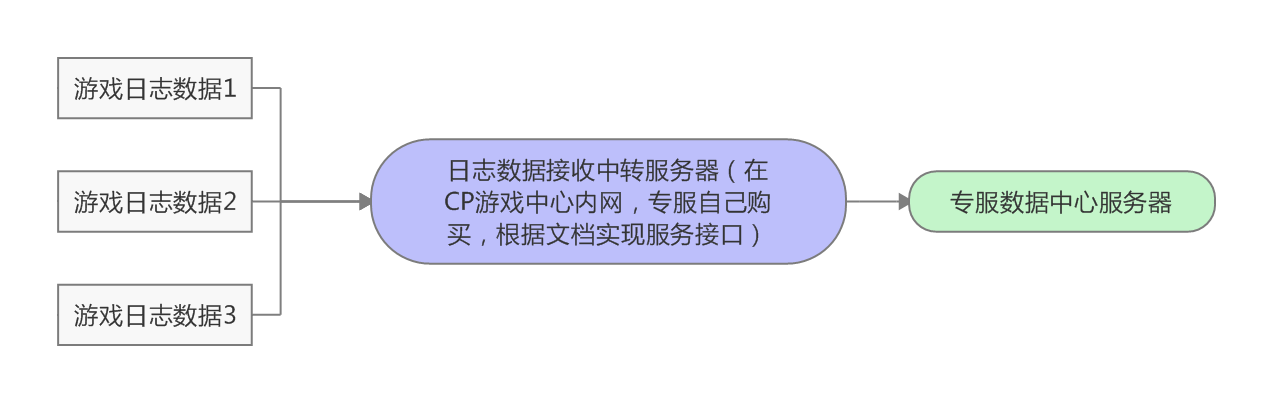 游戏日志数据1
游戏日志数据2
游戏日志数据3
日志数据接收中转服务器（在
CP游戏中心内网，专服自己购
买，根据文档实现服务接口）
专服数据中心服务器